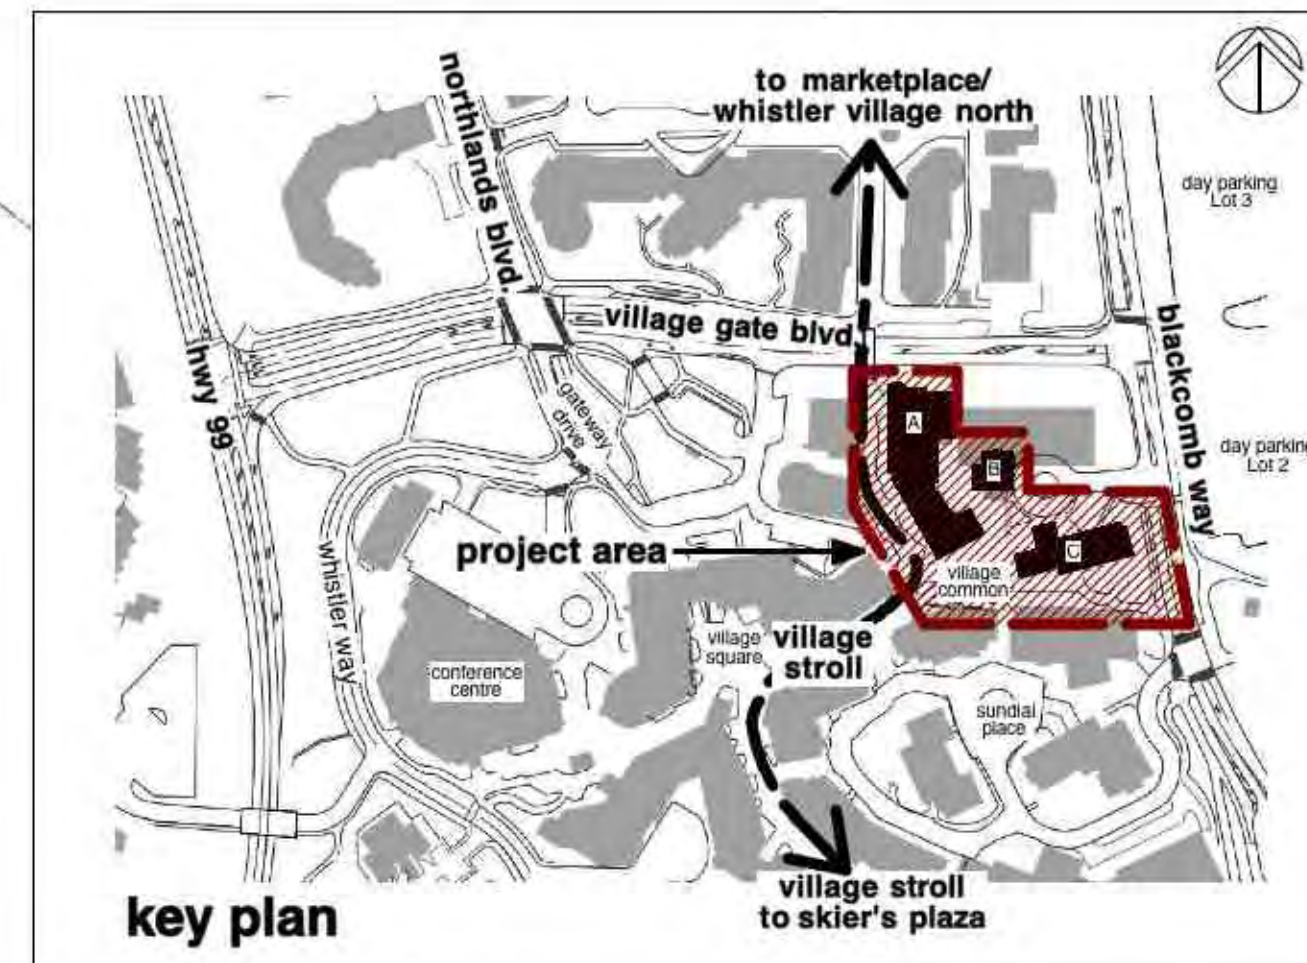 to marketplace/
whistler village north
northlands blvd.
day parking
Lot 3
village gate blvd.
hwy 99
blackcomb way
gateway
drive
A
B
day parking
Lot 2
whistler way
project area
C
village
common
village
square
village
stroll
conference
centre
sundial
place
village stroll
to skier's plaza
key plan